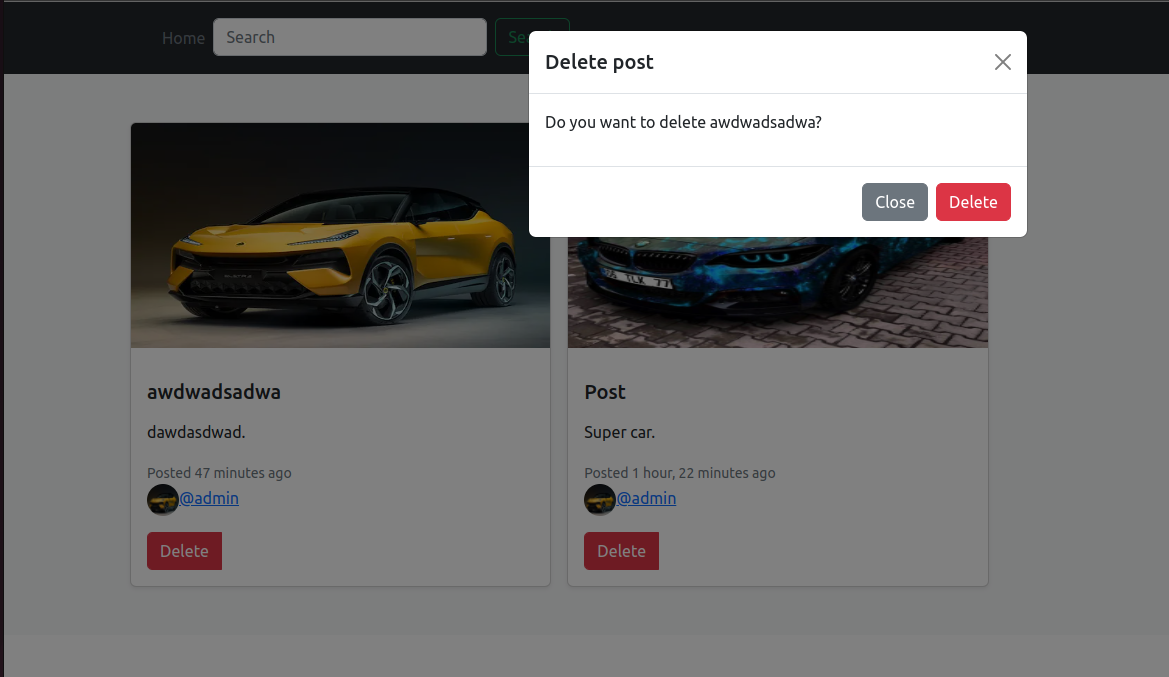 Home
Search
Se
Delete post
Do you want to delete awdwadsadwa?
Close
Delete
awdwadsadwa
dawdasdwad.
Posted 47 minutes ago
@admin
Delete
Post
Super car.
Posted 1 hour, 22 minutes ago
@admin
Delete